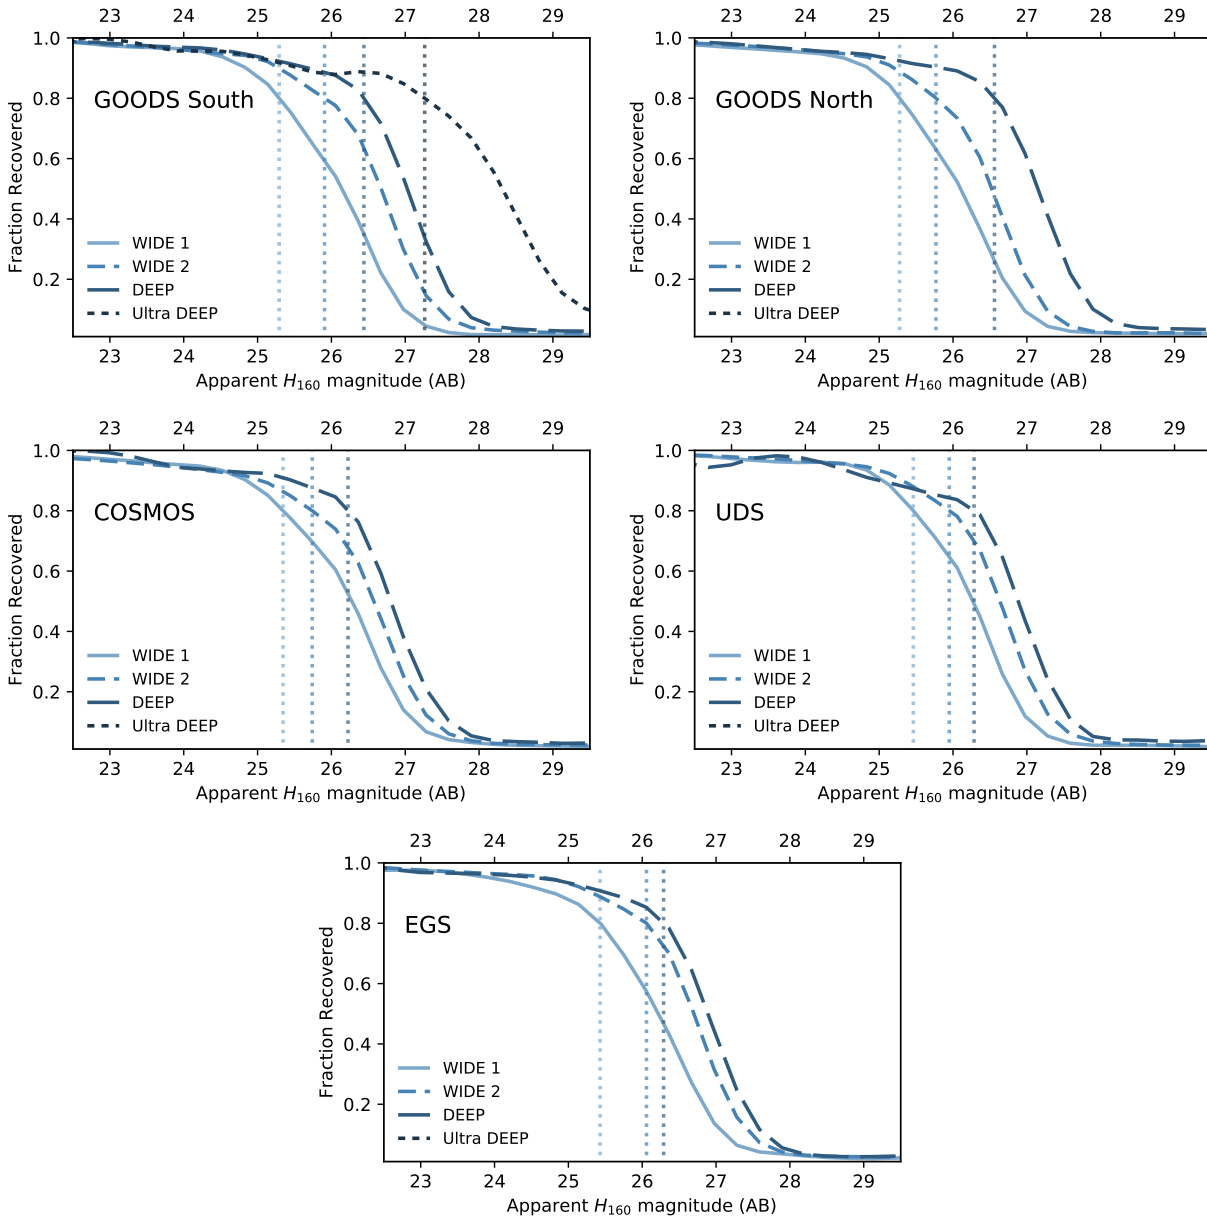 23 24 25 26 27 28 29
1.0
0.8
0.6
0.4
0.2
Fraction Recovered
GOODS South
WIDE 1
WIDE 2
DEEP
Ultra DEEP
23 24 25 26 27 28 29
Apparent H160 magnitude (AB)
23 24 25 26 27 28 29
1.0
0.8
0.6
0.4
0.2
Fraction Recovered
GOODS North
WIDE 1
WIDE 2
DEEP
Ultra DEEP
23 24 25 26 27 28 29
Apparent H160 magnitude (AB)
23 24 25 26 27 28 29
1.0
0.8
0.6
0.4
0.2
Fraction Recovered
COSMOS
WIDE 1
WIDE 2
DEEP
Ultra DEEP
23 24 25 26 27 28 29
Apparent H160 magnitude (AB)
23 24 25 26 27 28 29
1.0
0.8
0.6
0.4
0.2
Fraction Recovered
UDS
WIDE 1
WIDE 2
DEEP
Ultra DEEP
23 24 25 26 27 28 29
Apparent H160 magnitude (AB)
23 24 25 26 27 28 29
1.0
0.8
0.6
0.4
0.2
Fraction Recovered
EGS
WIDE 1
WIDE 2
DEEP
Ultra DEEP
23 24 25 26 27 28 29
Apparent H160 magnitude (AB)